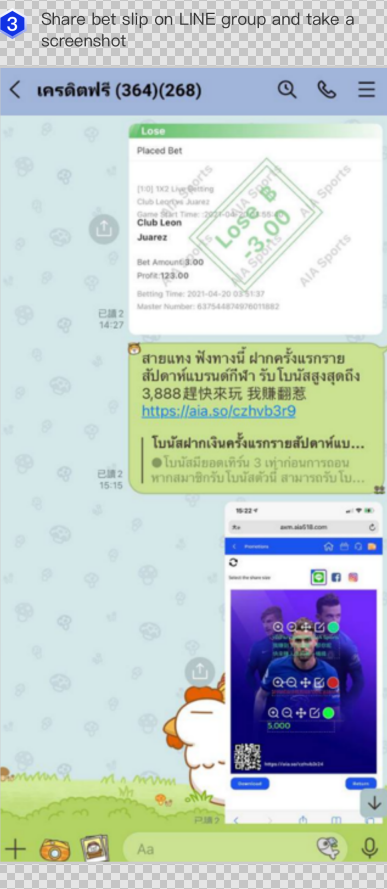 3
Share bet slip on LINE group and take a
screenshot
เครดิตฟรี (364)(268)
Lose
Placed Bet
[1:0] 1X2 Live Betting
Club Leon vs Juarez
Game Start Time :
Club Leon
Juarez
Bet Amount:3.00
Profit:123.00
Betting Time: 2021-04-20 03:51:37
Master Number: 637544874976011882
AIA Sports
AIA Sports
AIA Sports
Loss: B
-3.00
已讀 2
14:27
สายแทง ฟังทางนี้ ฝากครั้งแรกราย
สัปดาห์แบรนด์กีฬา รับโบนัสสูงสุดถึง
3,888趕快來玩 我賺翻惹
https://aia.so/czhvb3r9
โบนัสฝากเงินครั้งแรกรายสัปดาห์แบ...
โบนัสมียอดเทิร์น 3 เท่าก่อนการถอน
หากสมาชิกรับโบนัสตัวนี้ สามารถรับโบ...
已讀 2
15:15
15:22
axm.aia518.com
Promotions
Select the share size
5,000
Download
Return
已讀 2
Aa